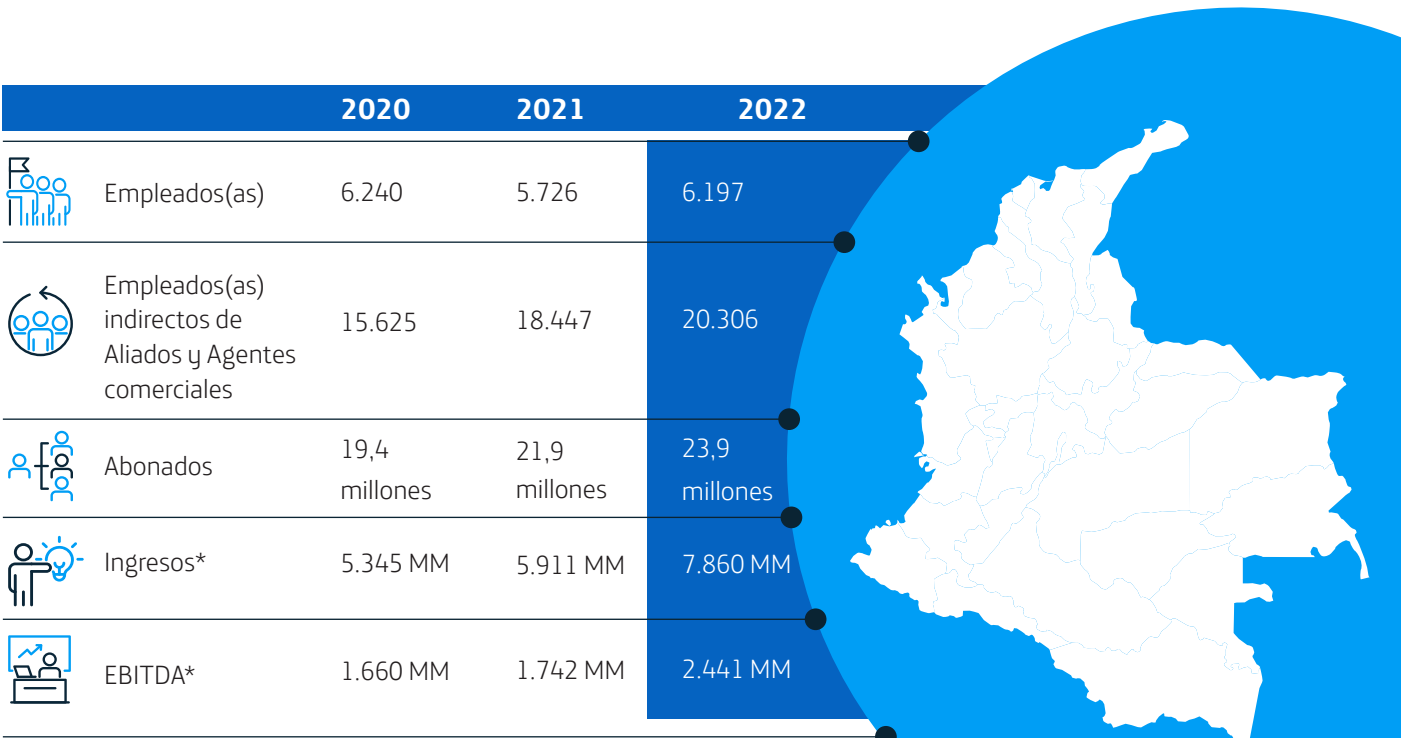 2020 2021 2022
Empleados(as) 6.240 5.726 6.197
Empleados(as)
indirectos de
Aliados y Agentes
comerciales
15.625 18.447 20.306
Abonados
19,4
millones
21,9
millones
23,9
millones
Ingresos* 5.345 MM 5.911 MM 7.860 MM
EBITDA* 1.660 MM 1.742 MM 2.441 MM